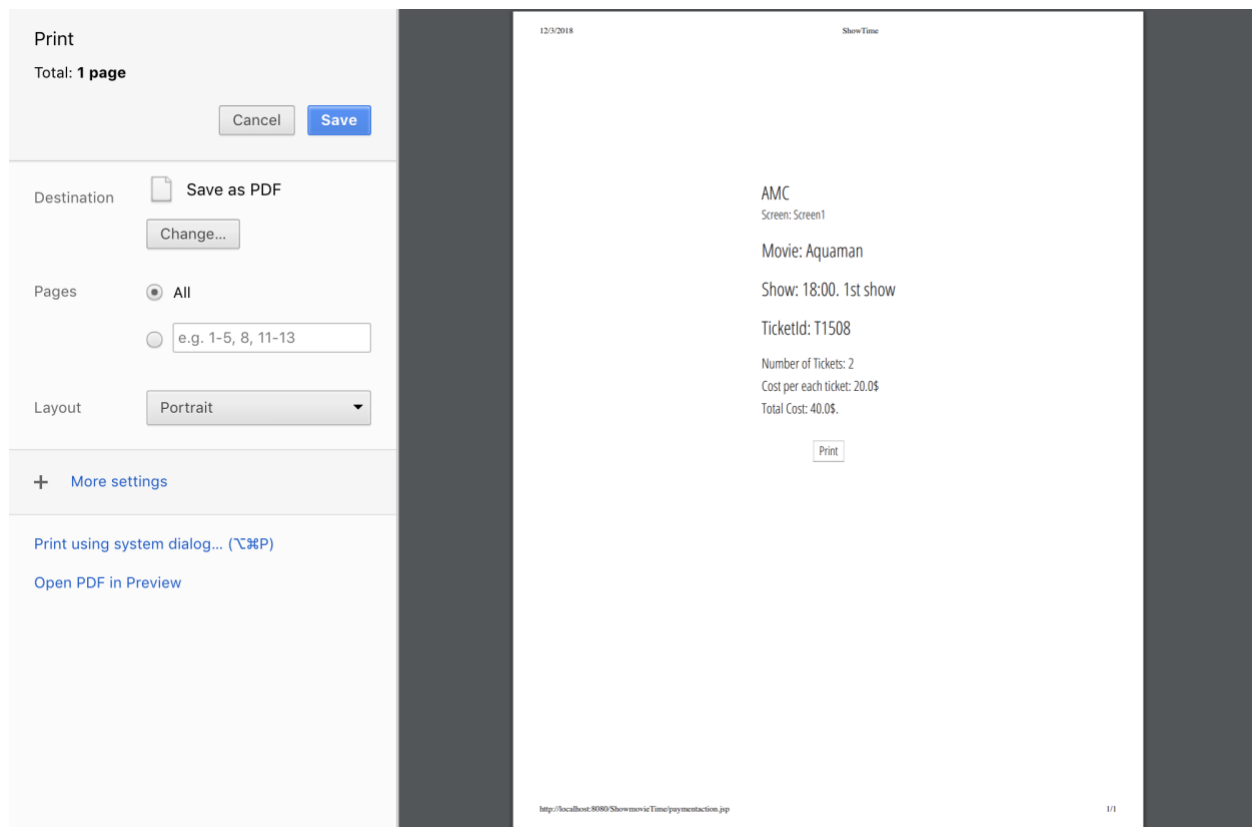 Print
Total: 1 page
Cancel
Save
Destination
Save as PDF
Change...
Pages
All
e.g. 1-5, 8, 11-13
Layout
Portrait
More settings
Print using system dialog... (⌥⌘P)
Open PDF in Preview
12/3/2018
ShowTime
AMC
Screen: Screen1
Movie: Aquaman
Show: 18:00. 1st show
TicketId: T1508
Number of Tickets: 2
Cost per each ticket: 20.0$
Total Cost: 40.0$.
Print
http://localhost:8080/ShowmovieTime/paymentaction.jsp
1/1